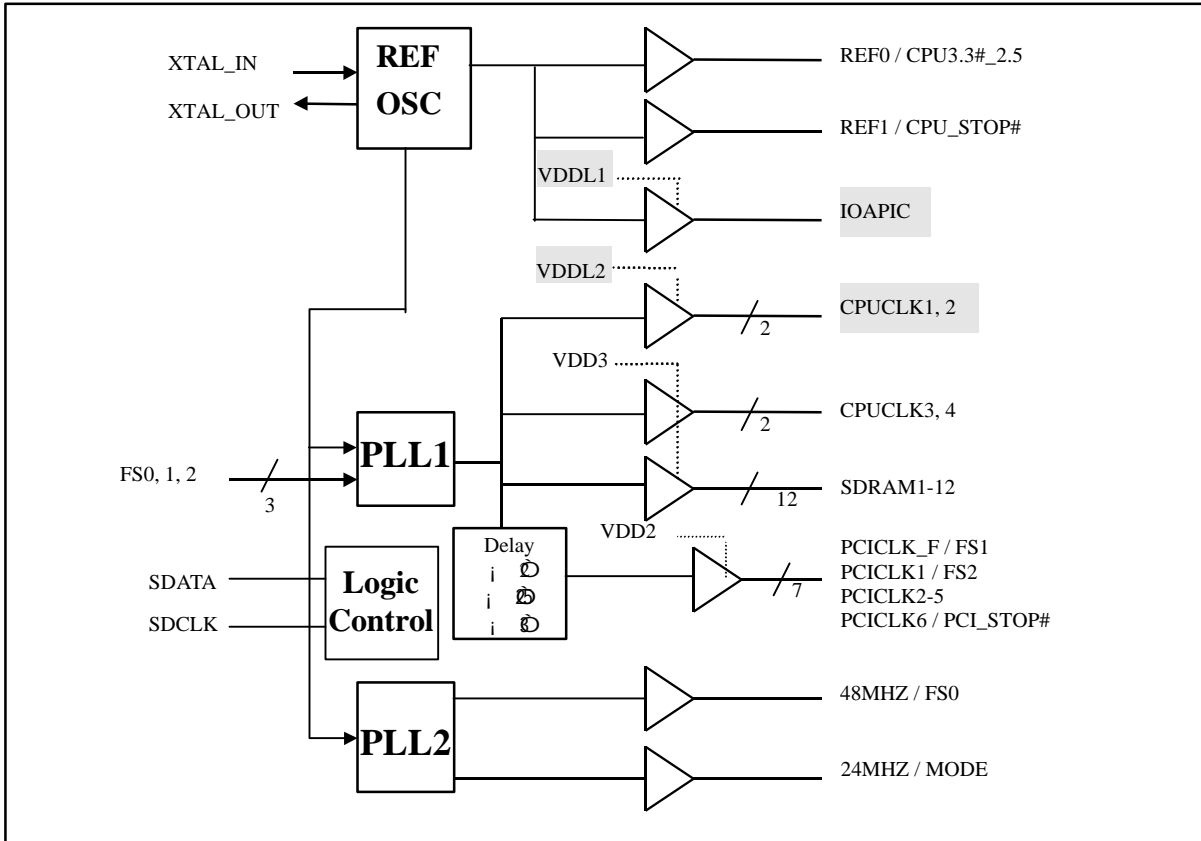 XTAL_IN
XTAL_OUT
REF
OSC
REF0 / CPU3.3#_2.5
REF1 / CPU_STOP#
VDDL1
IOAPIC
VDDL2
CPUCLK1, 2
2
VDD3
CPUCLK3, 4
2
FS0, 1, 2
3
PLL1
SDRAM1-12
12
VDD2
Delay
PCICLK_F / FS1
PCICLK1 / FS2
PCICLK2-5
PCICLK6 / PCI_STOP#
7
SDATA
SDCLK
Logic
Control
PLL2
48MHZ / FS0
24MHZ / MODE